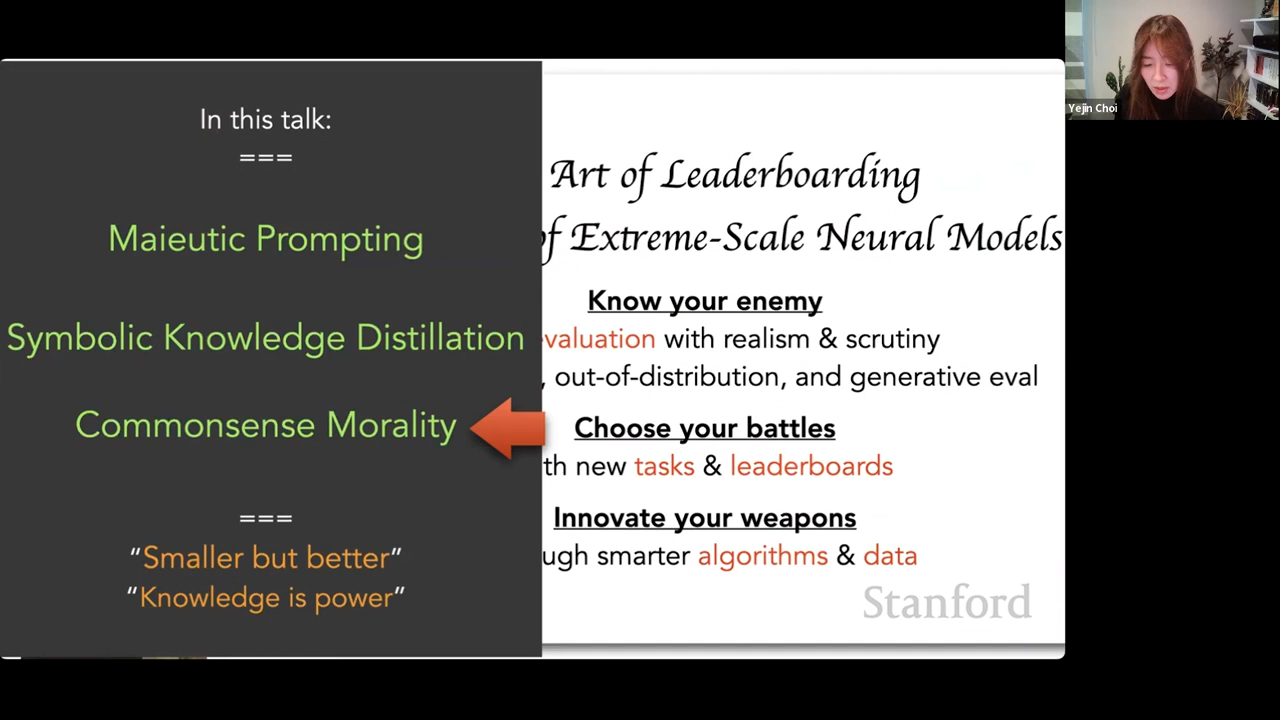 In this talk:
===
Maieutic Prompting
Symbolic Knowledge Distillation
Commonsense Morality
===
“Smaller but better”
“Knowledge is power”
Art of Leaderboarding
of Extreme-Scale Neural Models
Know your enemy
evaluation with realism & scrutiny
, out-of-distribution, and generative eval
Choose your battles
th new tasks & leaderboards
Innovate your weapons
ugh smarter algorithms & data
Stanford
Yejin Choi